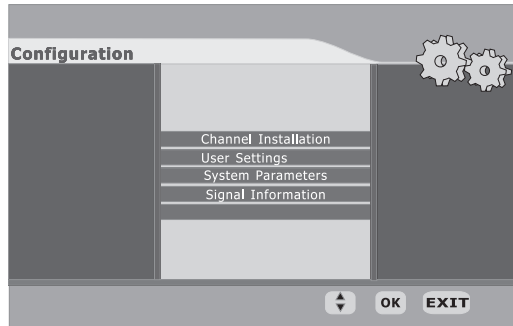 Configuration
Channel Installation
User Settings
System Parameters
Signal Information
OK EXIT